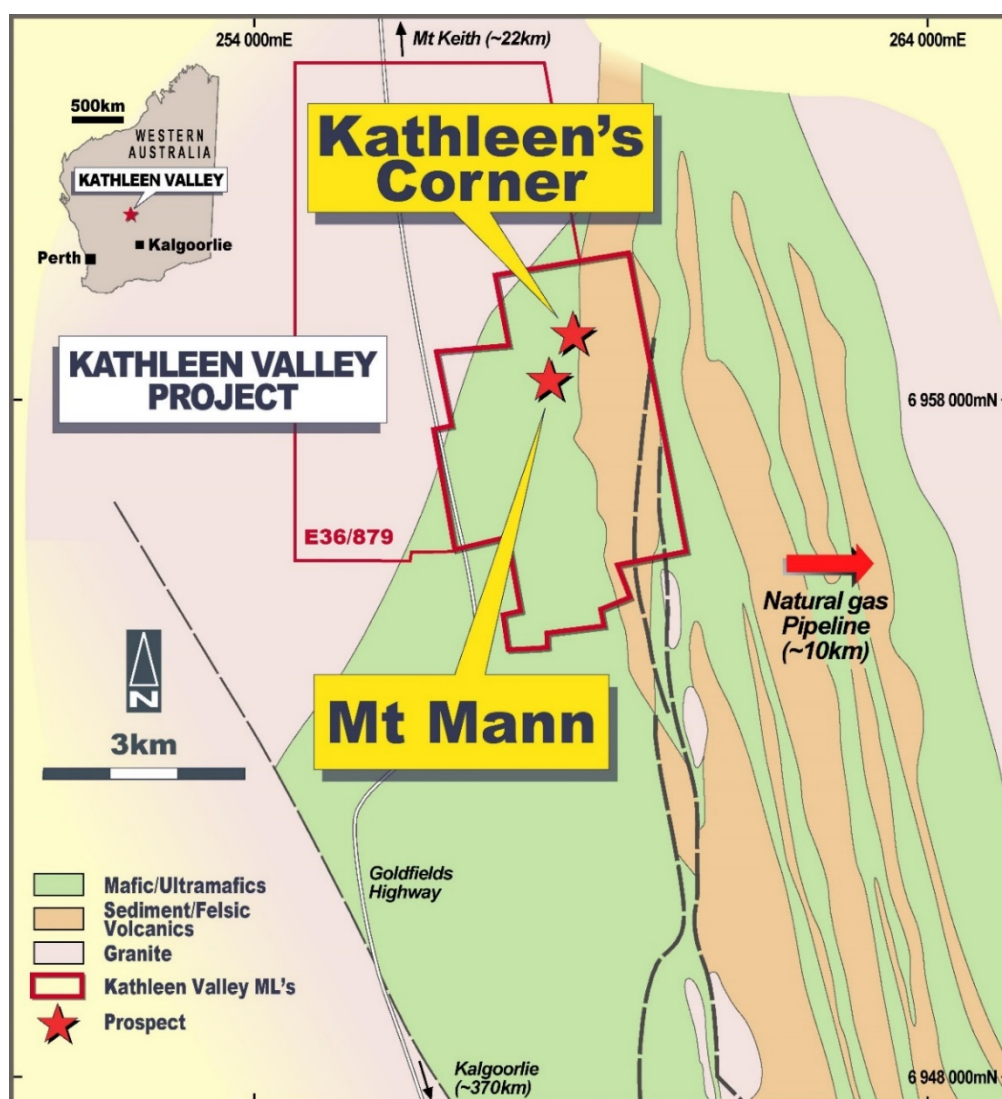 254 000mE
Mt Keith (~22km)
264 000mE
500km
WESTERN
AUSTRALIA
KATHLEEN VALLEY
Kalgoorlie
Perth
Kathleen's
Corner
KATHLEEN VALLEY
PROJECT
6 958 000mN
E36/879
Natural gas
Pipeline
(~10km)
N
Mt Mann
3km
Goldfields
Highway
Mafic/Ultramafics
Sediment/Felsic
Volcanics
Granite
Kathleen Valley ML's
Prospect
Kalgoorlie
(~370km)
6 948 000mN